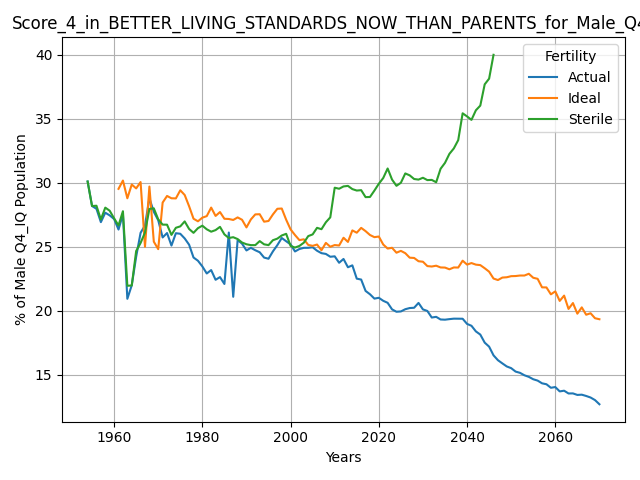 Score_4_in_BETTER_LIVING_STANDARDS_NOW_THAN_PARENTS_for_Male_Q4
Fertility
Actual
Ideal
Sterile
% of Male Q4_IQ Population
40
35
30
25
20
15
1960 1980 2000 2020 2040 2060
Years